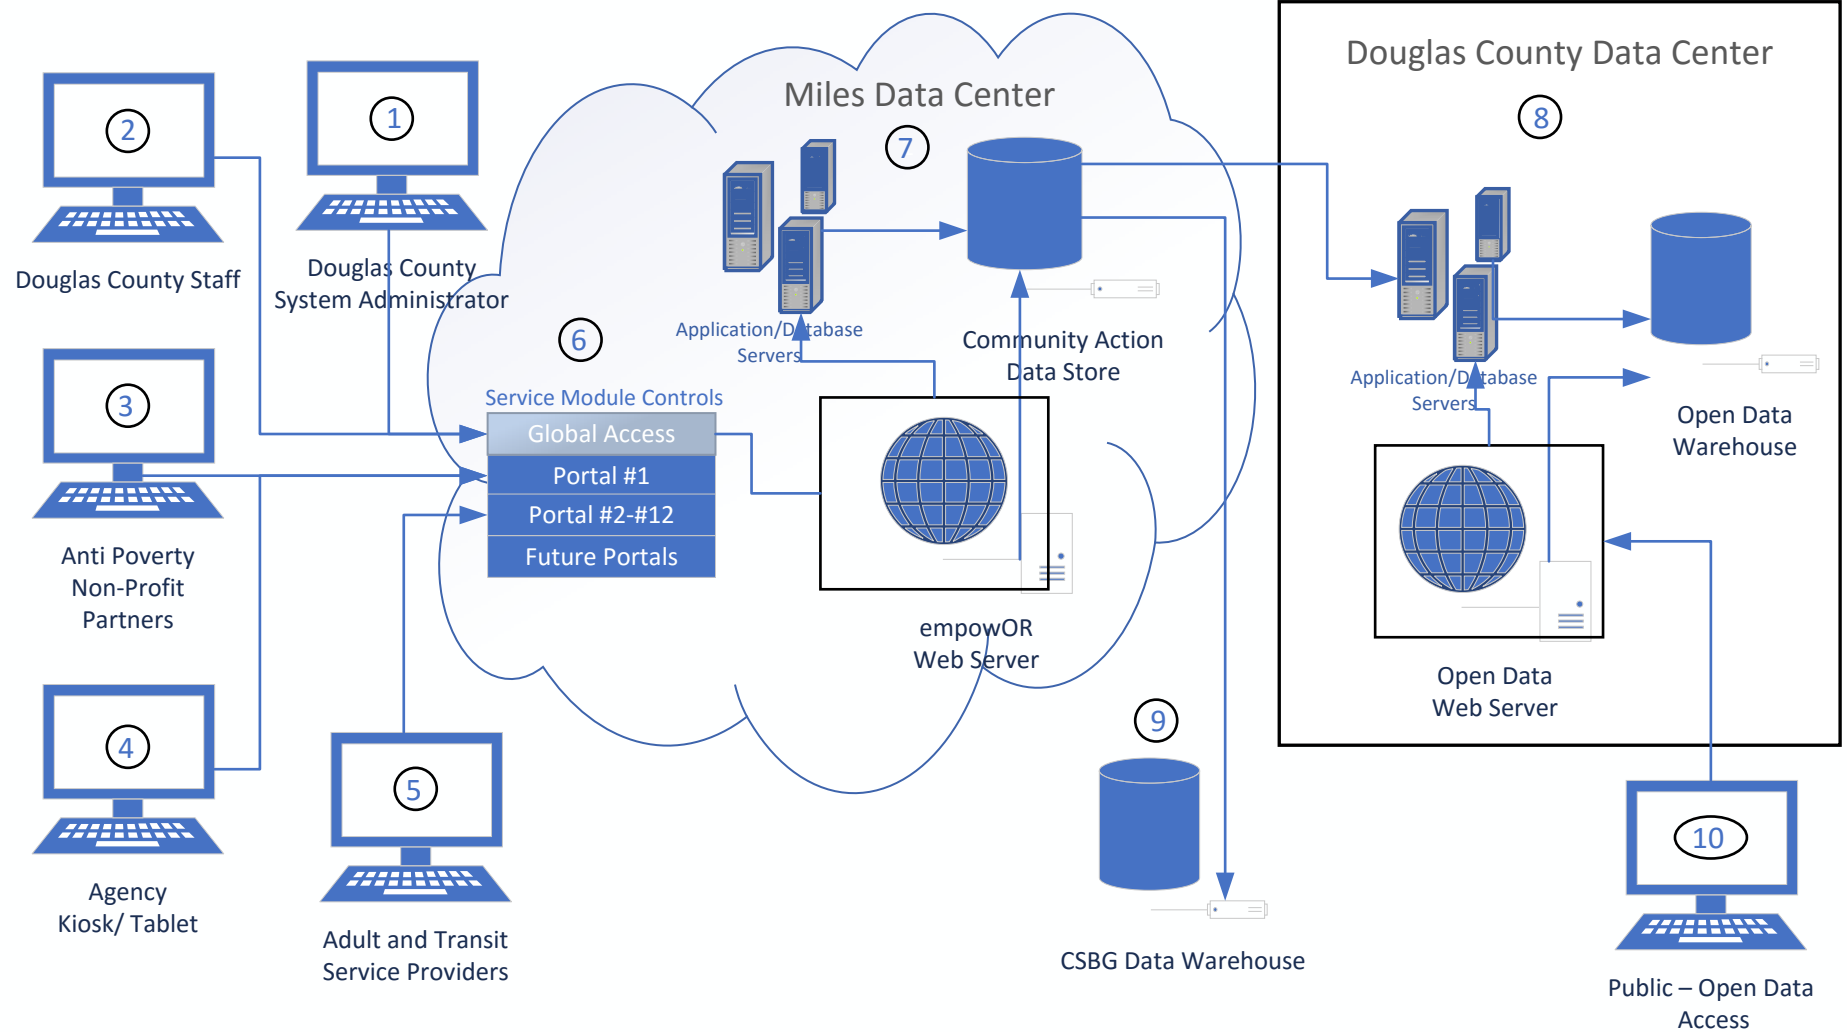 Miles Data Center
Douglas County Data Center
2
1
7
8
Douglas County Staff
Douglas County
System Administrator
6
Application/Database
Servers
Community Action
Data Store
3
Service Module Controls
Global Access
Portal #1
Portal #2-#12
Future Portals
Application/Database
Servers
Open Data
Warehouse
Anti Poverty
Non-Profit
Partners
empowOR
Web Server
Open Data
Web Server
4
5
9
10
Agency
Kiosk/ Tablet
Adult and Transit
Service Providers
CSBG Data Warehouse
Public – Open Data
Access